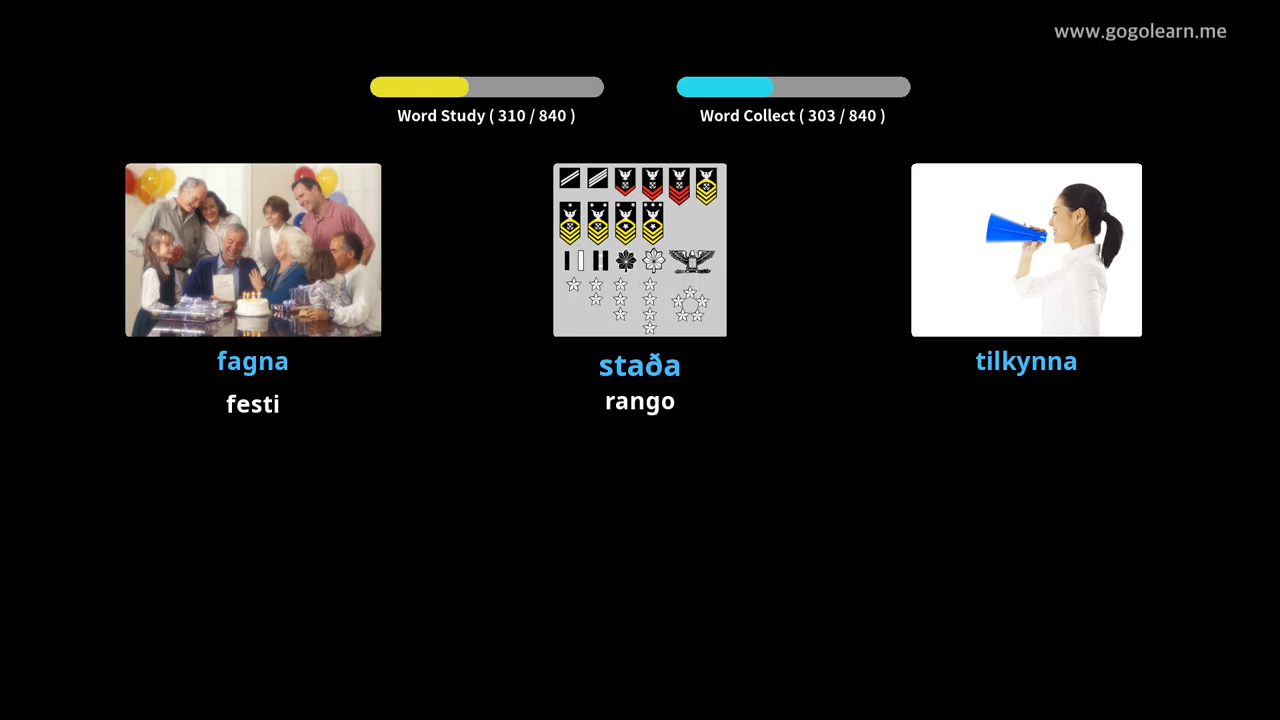 www.gogolearn.me
Word Study ( 310 / 840 )
Word Collect ( 303 / 840 )
fagna
staða
tilkynna
festi
rango